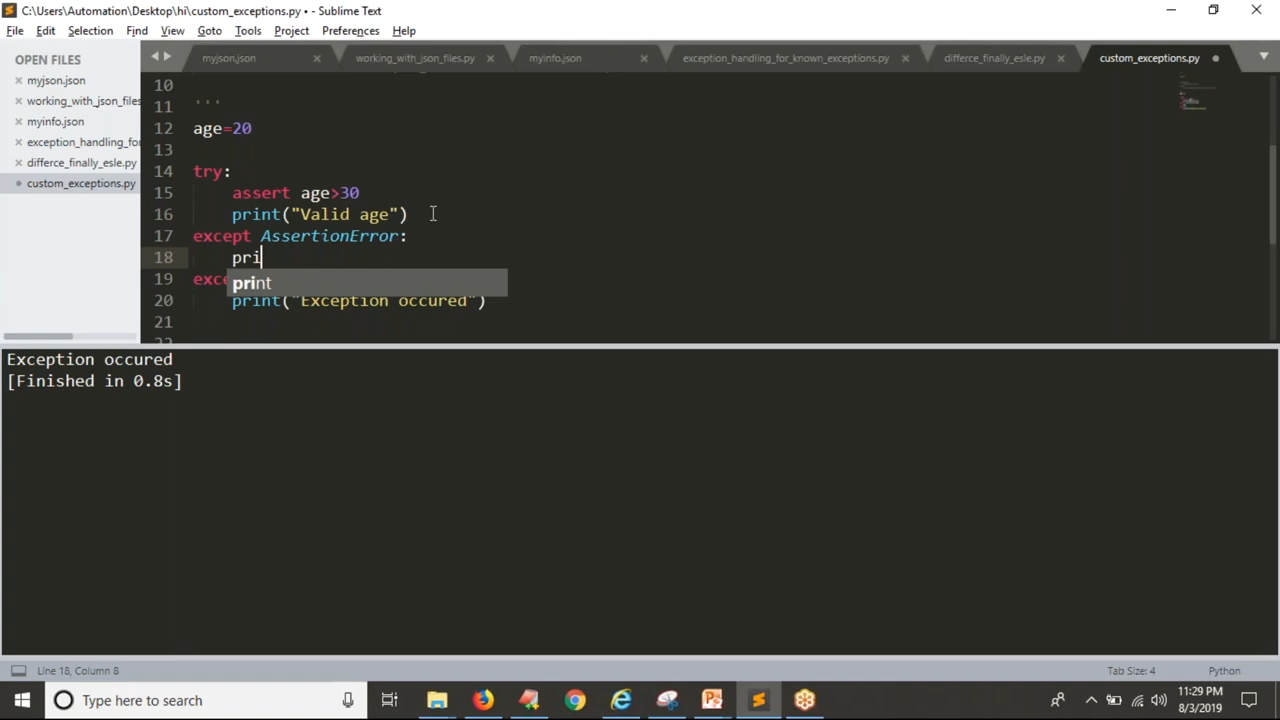 C:\Users\Automation\Desktop\hi\custom_exceptions.py • - Sublime Text
File Edit Selection Find View Goto Tools Project Preferences Help
OPEN FILES
myjson.json
working_with_json_files
myinfo.json
exception_handling_for
differce_finally_esle.py
custom_exceptions.py
myjson.json working_with_json_files.py myinfo.json exception_handling_for_known_exceptions.py differce_finally_esle.py custom_exceptions.py
10
11 '''
12 age=20
13
14 try:
15 assert age>30
16 print("Valid age")
17 except AssertionError:
18 pri
print
19 exce
20 print("Exception occured")
21
Exception occured
[Finished in 0.8s]
Line 18, Column 8 Tab Size: 4 Python
Type here to search
11:29 PM
8/3/2019